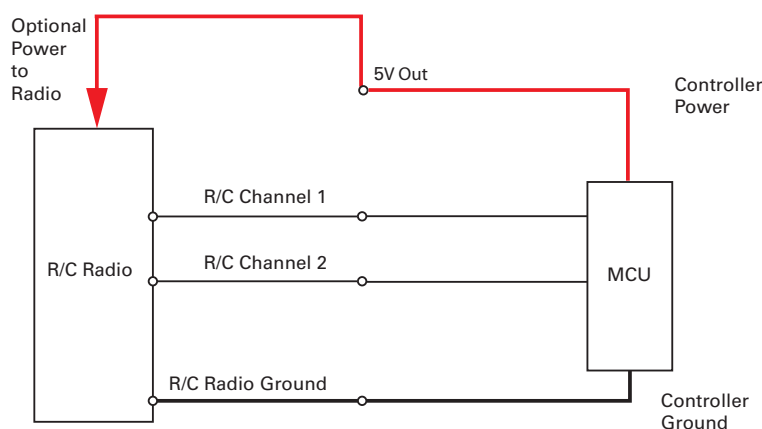 Optional
Power
to
Radio
5V Out
Controller
Power
R/C Channel 1
R/C Channel 2
R/C Radio
MCU
R/C Radio Ground
Controller
Ground